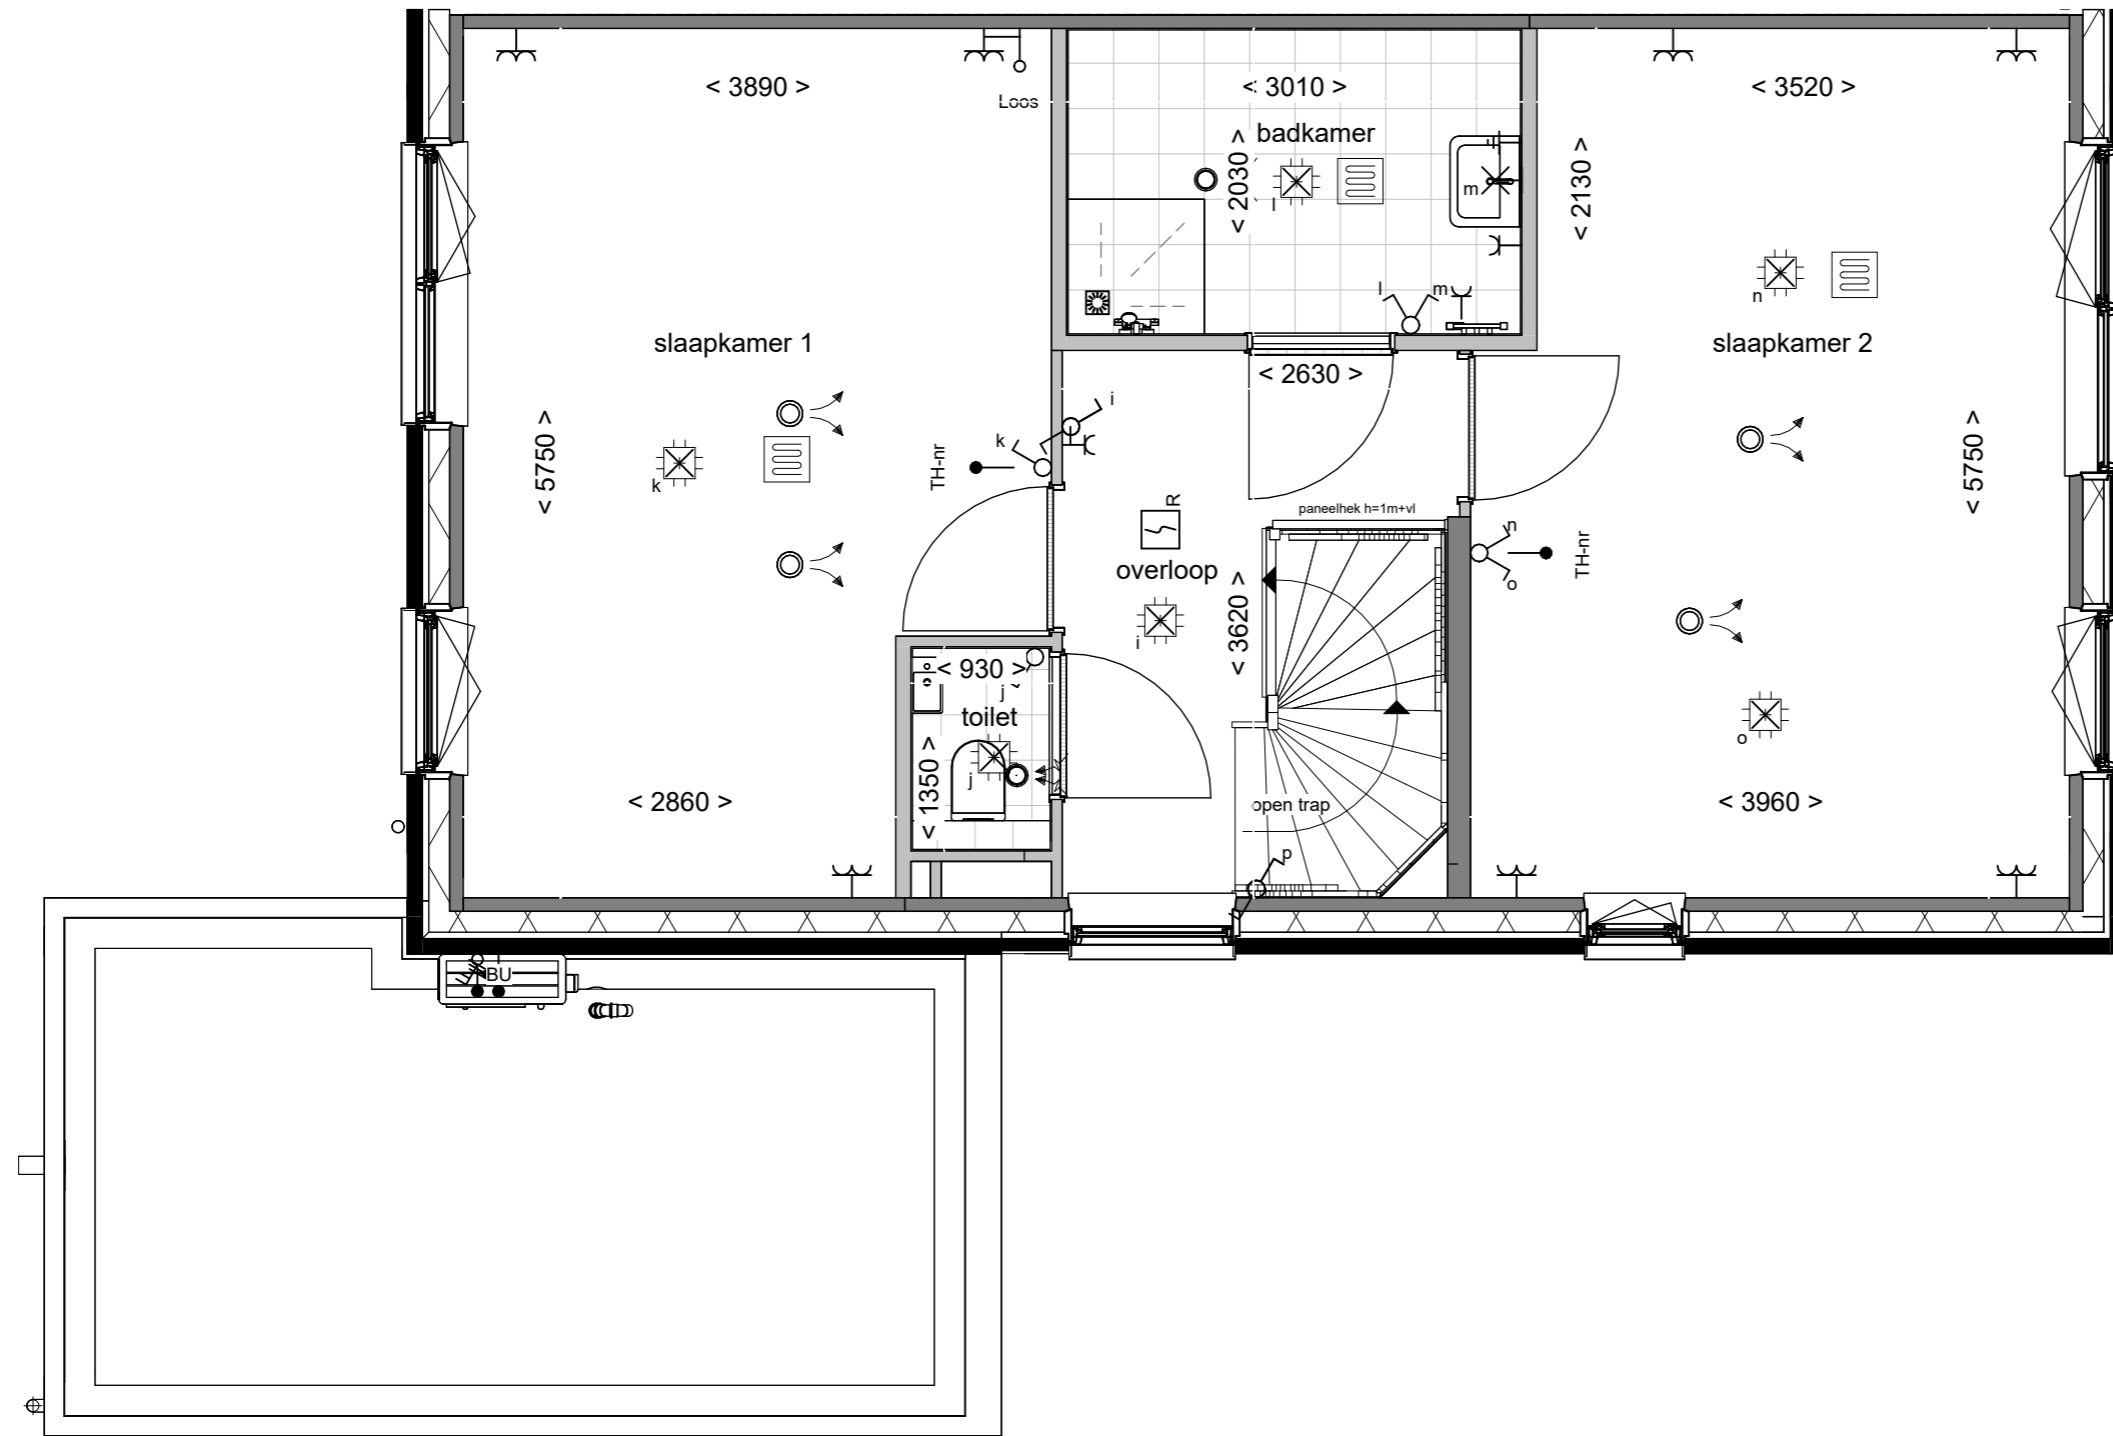 < 3890 >
< 3010 >
< 3520 >
Loos
badkamer
< 2030 >
l
m
< 2130 >
l
m
n
slaapkamer 1
slaapkamer 2
< 2630 >
i
k
TH-nr
k
< 5750 >
< 5750 >
R
paneelhek h=1m+vl
n
TH-nr
o
overloop
< 3620 >
i
< 930 >
j
toilet
j
< 1350 >
o
< 2860 >
open trap
< 3960 >
p
BU